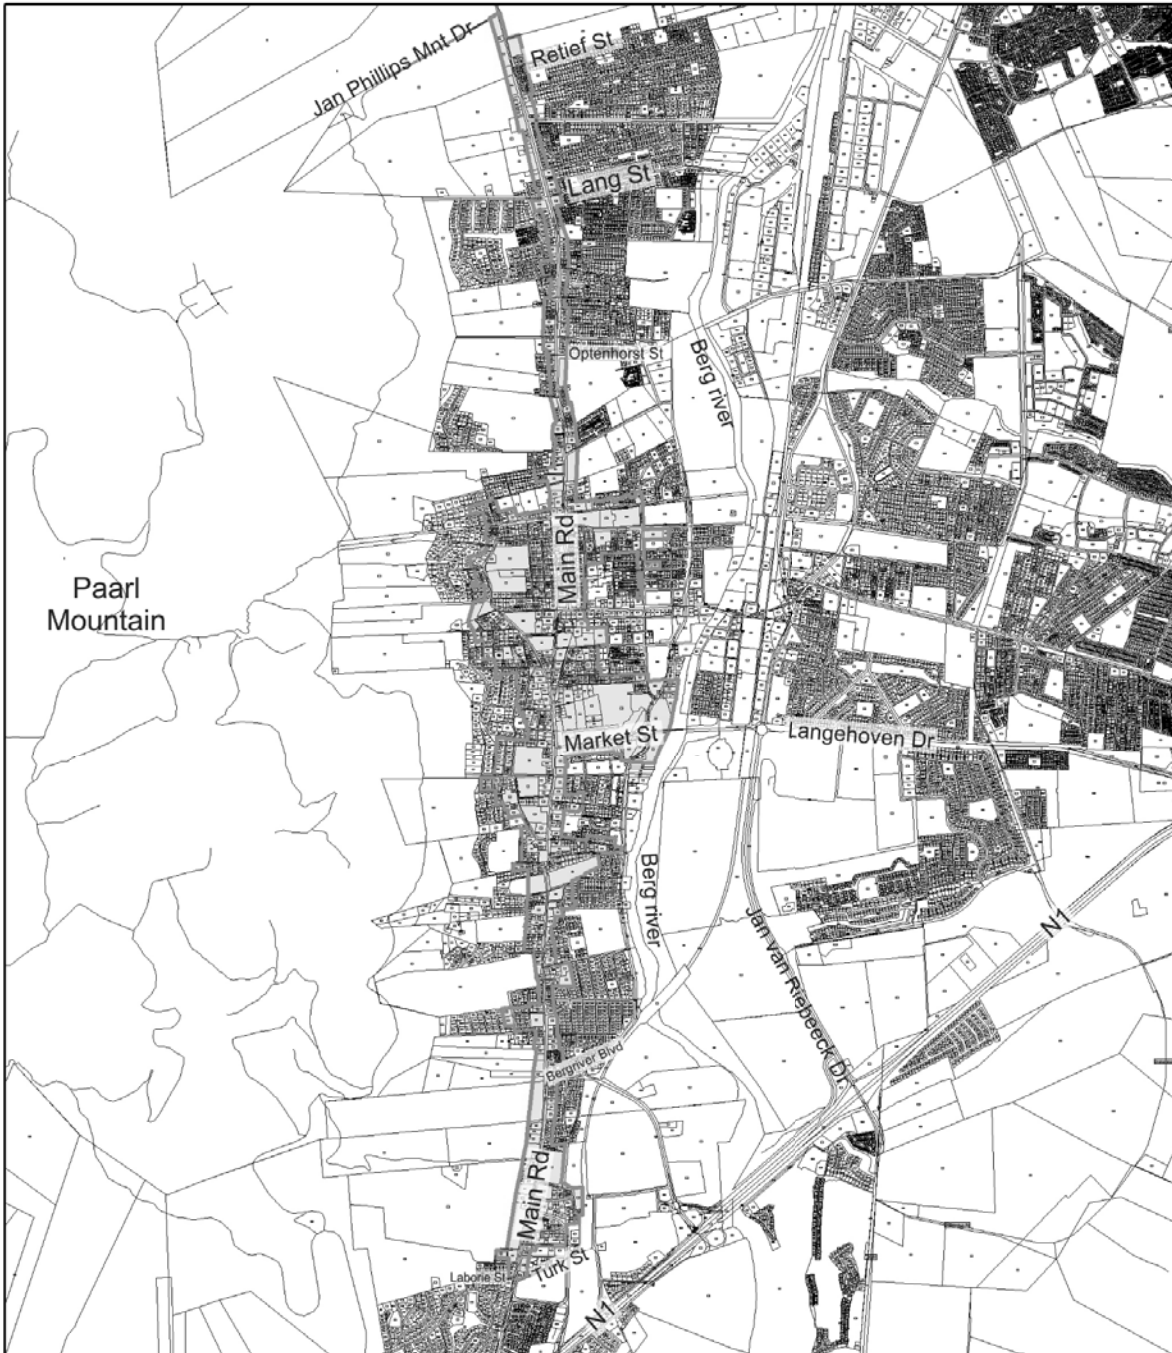 Jan Phillips Mnt Dr
Retief St
Lang St
Optenhorst St
Berg river
Main Rd
Paarl
Mountain
Market St
Langehoven Dr
Berg river
Jan van Riebeeck Dr
N1
Bergriver Blvd
Main Rd
Turk St
Laborie St
N1